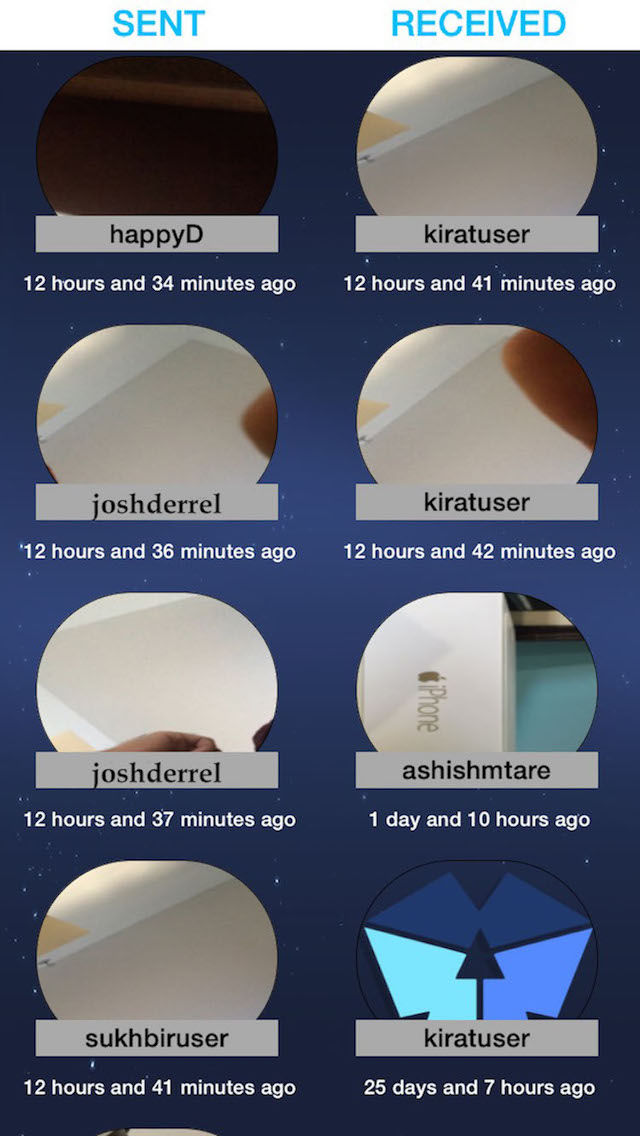 SENT RECEIVED
happyD kiratuser
12 hours and 34 minutes ago 12 hours and 41 minutes ago
joshderrel kiratuser
12 hours and 36 minutes ago 12 hours and 42 minutes ago
iPhone
joshderrel ashishmtare
12 hours and 37 minutes ago 1 day and 10 hours ago
sukhbiruser kiratuser
12 hours and 41 minutes ago 25 days and 7 hours ago